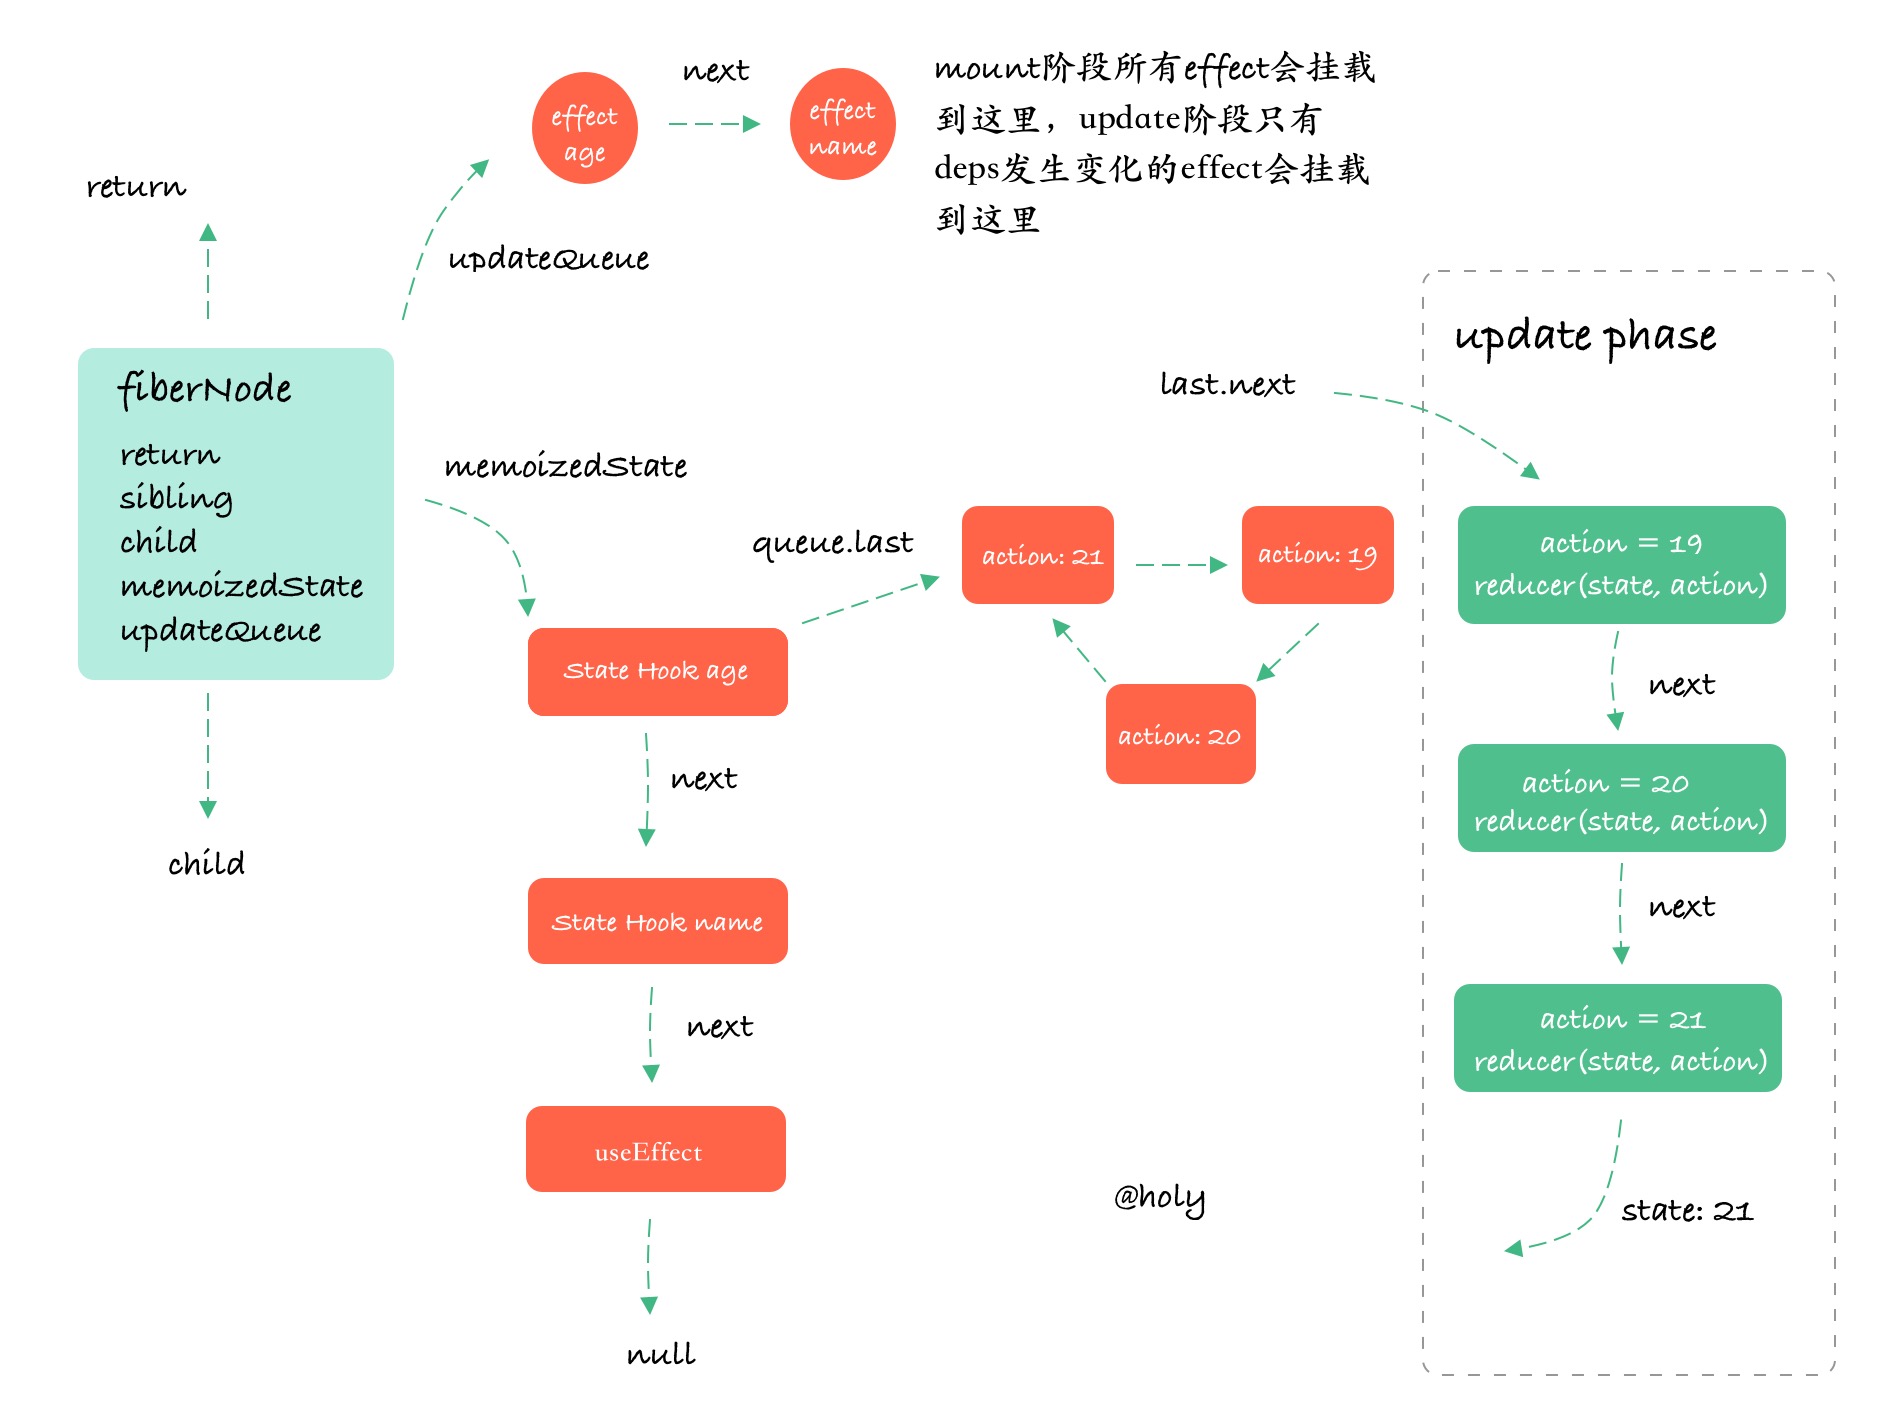 return
fiberNode
return
sibling
child
memoizedState
updateQueue
child
updateQueue
effect
age
next
effect
name
mount阶段所有effect会挂载
到这里，update阶段只有
deps发生变化的effect会挂载
到这里
memoizedState
State Hook age
next
State Hook name
next
useEffect
null
queue.last
action: 21
action: 19
action: 20
@holy
last.next
update phase
action = 19
reducer(state, action)
next
action = 20
reducer(state, action)
next
action = 21
reducer(state, action)
state: 21